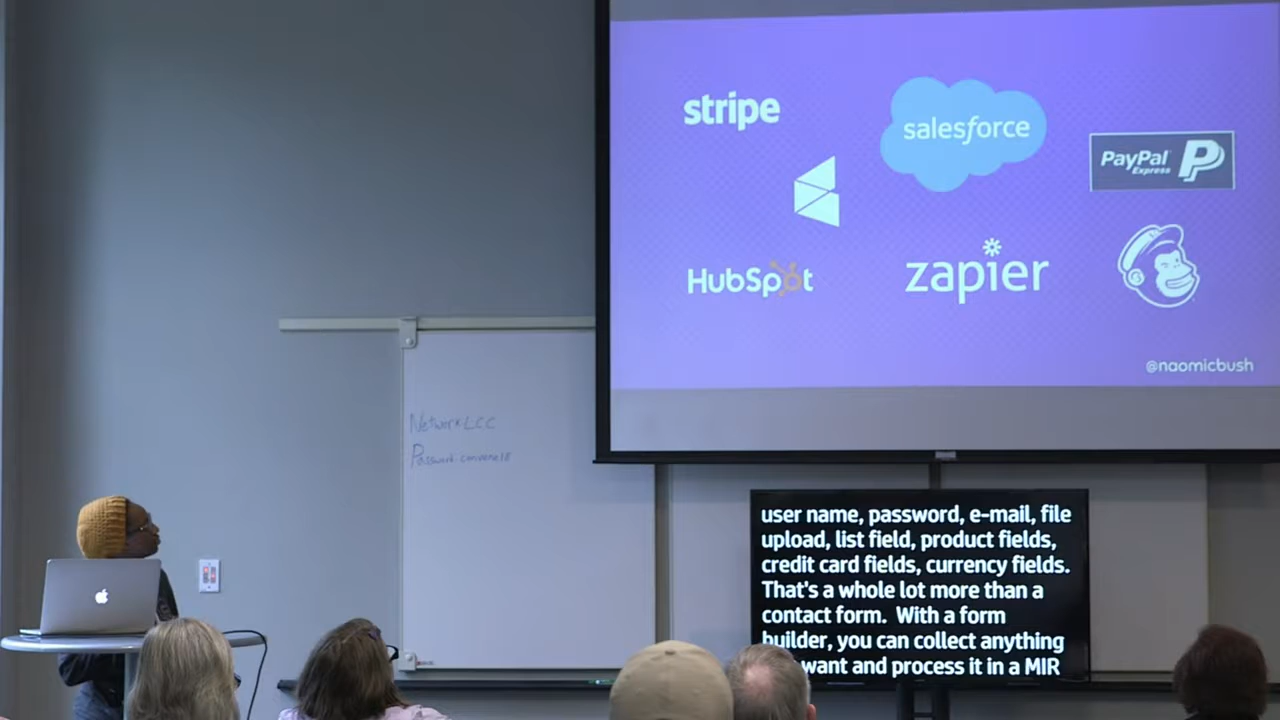 stripe
salesforce
PayPal
Express
HubSpot
zapier
@naomicbush
Network LCC
user name, password, e-mail, file
upload, list field, product fields,
credit card fields, currency fields.
That's a whole lot more than a
contact form.  With a form
builder, you can collect anything
want and process it in a MIR